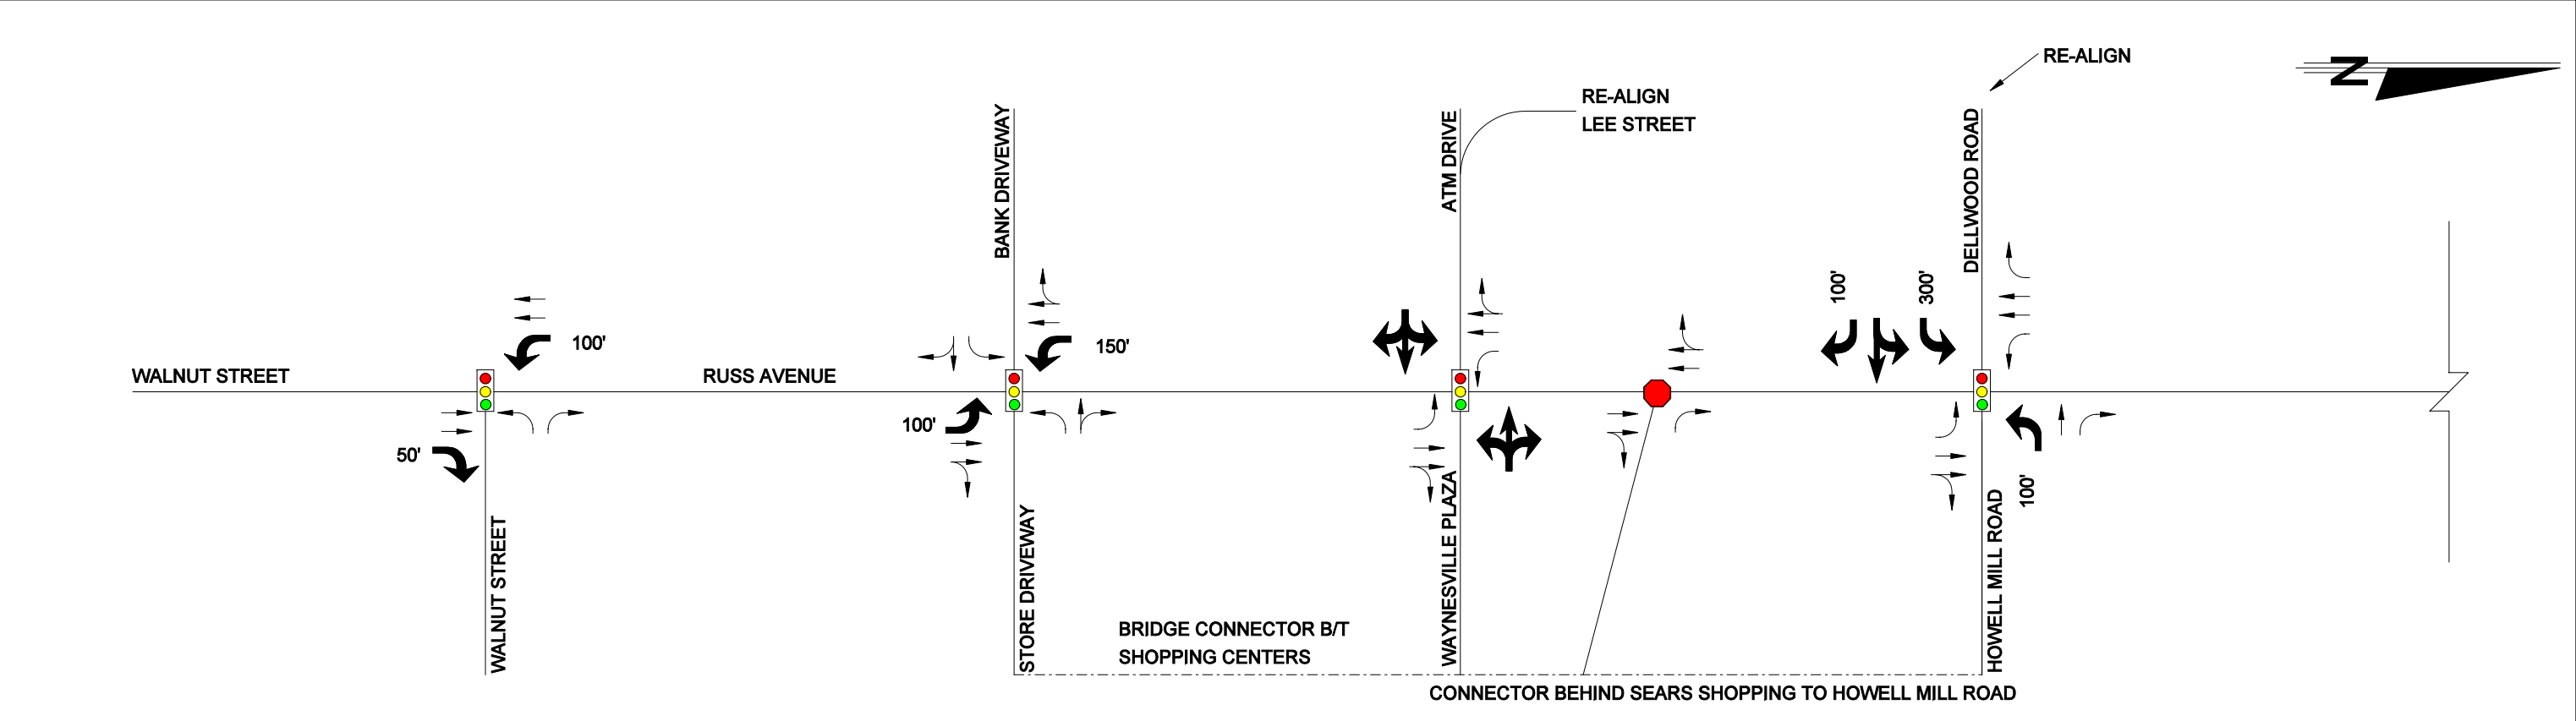 RE-ALIGN
N
RE-ALIGN
LEE STREET
BANK DRIVEWAY
ATM DRIVE
DELLWOOD ROAD
100'
300'
100'
150'
WALNUT STREET
RUSS AVENUE
100'
50'
100'
WALNUT STREET
STORE DRIVEWAY
WAYNESVILLE PLAZA
HOWELL MILL ROAD
BRIDGE CONNECTOR B/T
SHOPPING CENTERS
CONNECTOR BEHIND SEARS SHOPPING TO HOWELL MILL ROAD